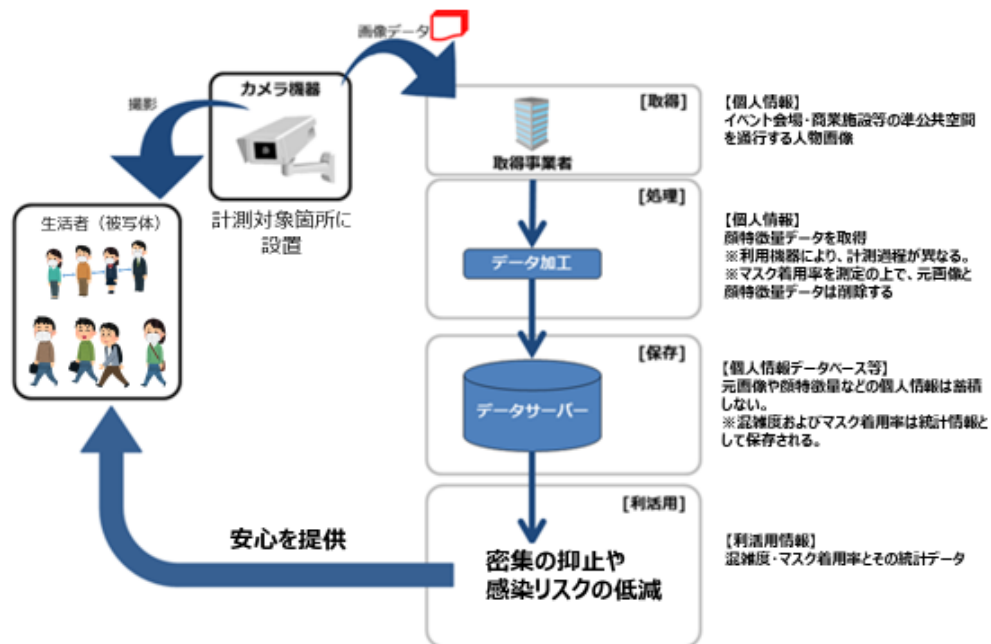 画像データ
カメラ機器
撮影
計測対象箇所に
設置
生活者（被写体）
[取得]
取得事業者
【個人情報】
イベント会場・商業施設等の準公共空間
を通行する人物画像
[処理]
データ加工
【個人情報】
顔特徴量データを取得
※利用機器により、計測過程が異なる。
※マスク着用率を測定の上で、元画像と
顔特徴量データは削除する
[保存]
データサーバー
【個人情報データベース等】
元画像や顔特徴量などの個人情報は蓄積
しない。
※混雑度およびマスク着用率は統計情報と
して保存される。
[利活用]
密集の抑止や
感染リスクの低減
【利活用情報】
混雑度・マスク着用率とその統計データ
安心を提供